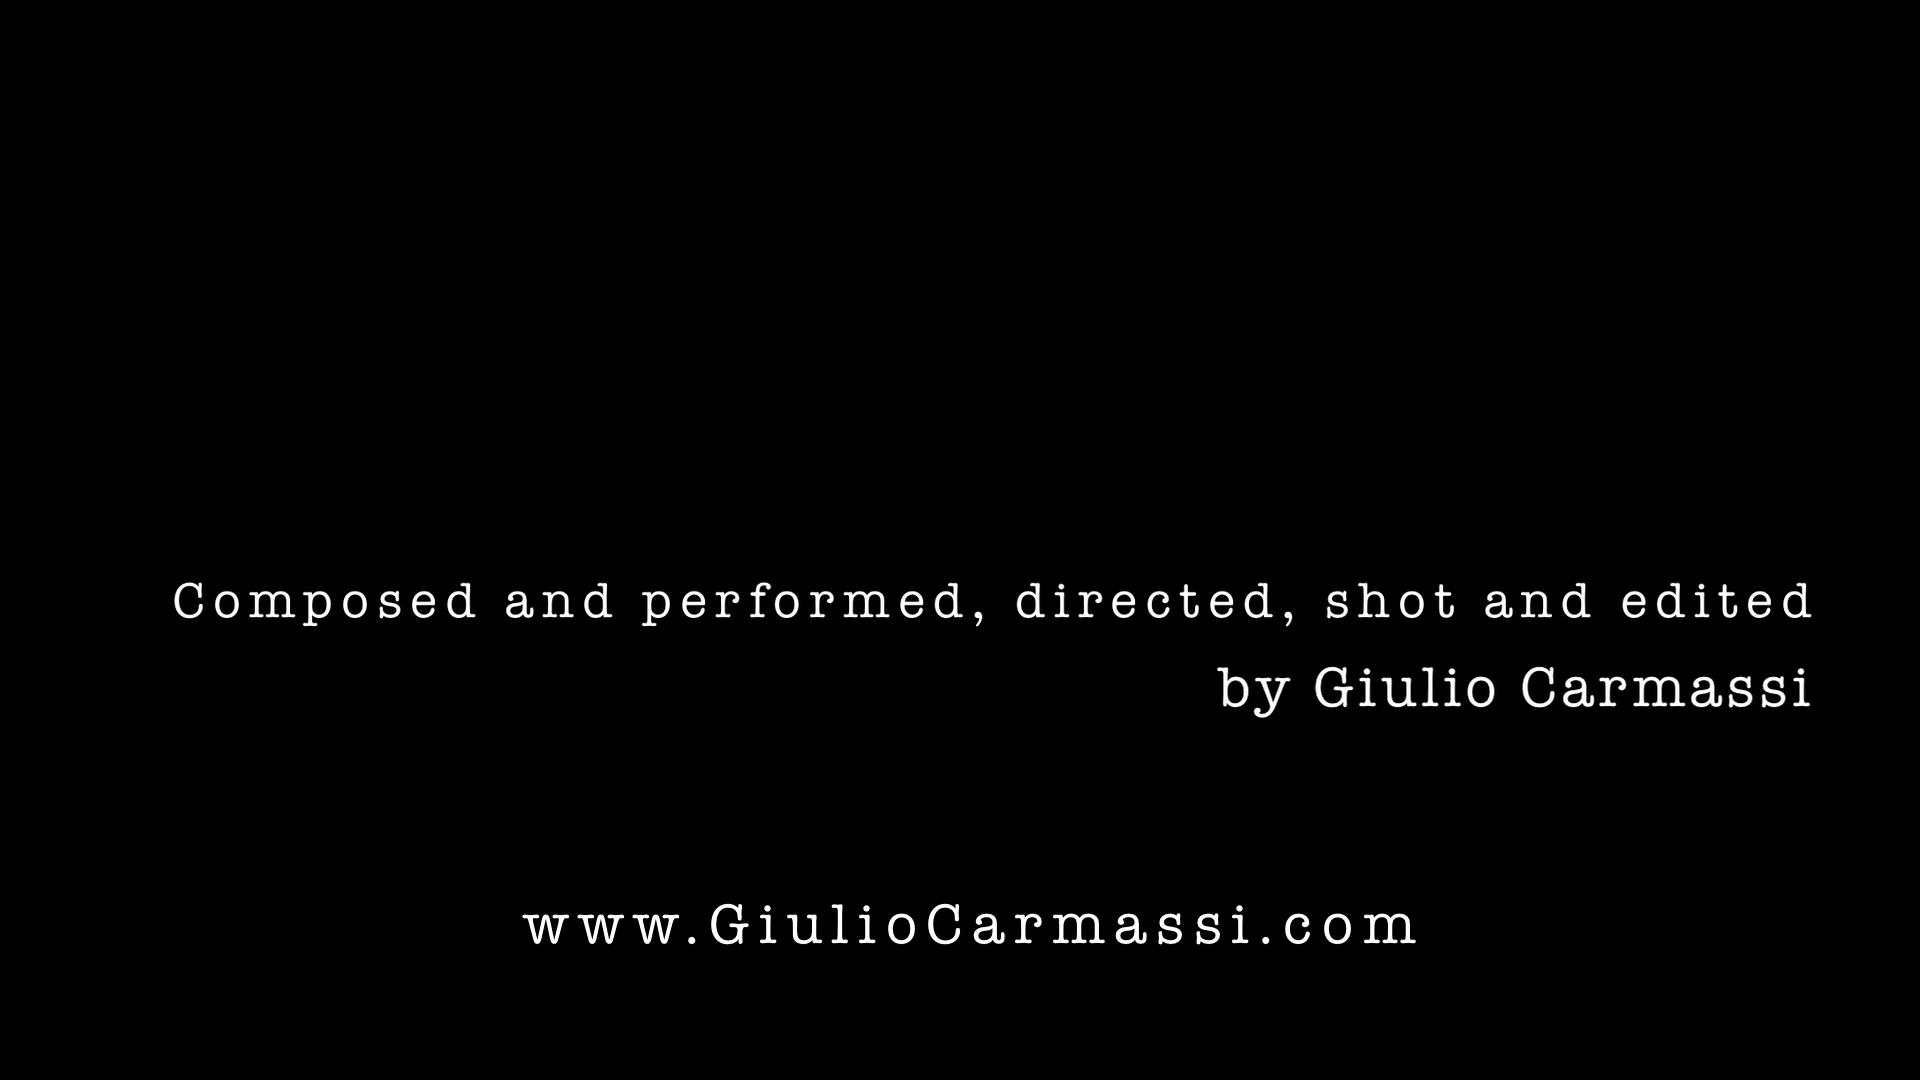 Composed and performed, directed, shot and edited
by Giulio Carmassi
www.GiulioCarmassi.com